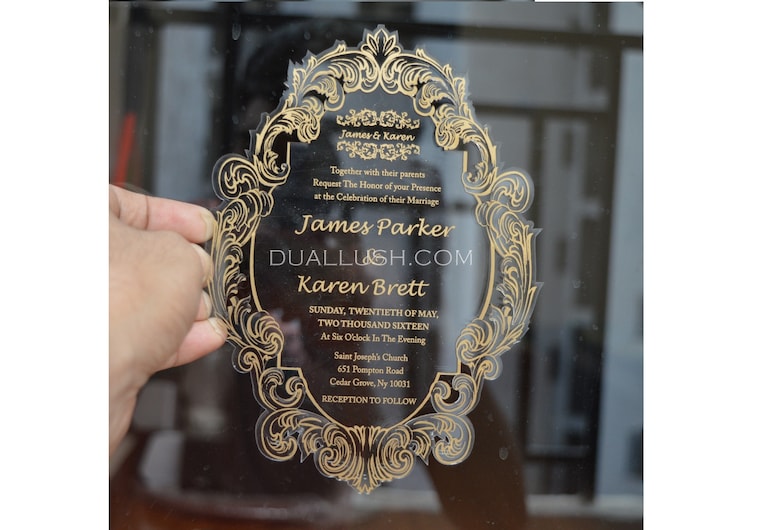 James & Karen
Together with their parents
Request The Honor of your Presence
at the Celebration of their Marriage
James Parker
&
DUALLUSH.COM
Karen Brett
SUNDAY, TWENTIETH OF MAY,
TWO THOUSAND SIXTEEN
At Six O'clock In The Evening
Saint Joseph's Church
651 Pompton Road
Cedar Grove, Ny 10031
RECEPTION TO FOLLOW